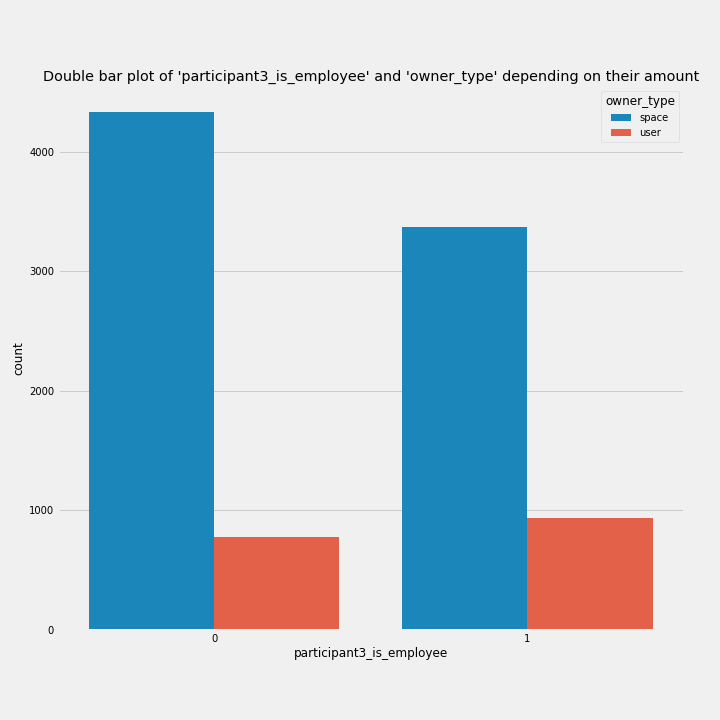 Double bar plot of 'participant3_is_employee' and 'owner_type' depending on their amount
owner_type
space
user
4000
3000
2000
1000
0
count
0
1
participant3_is_employee